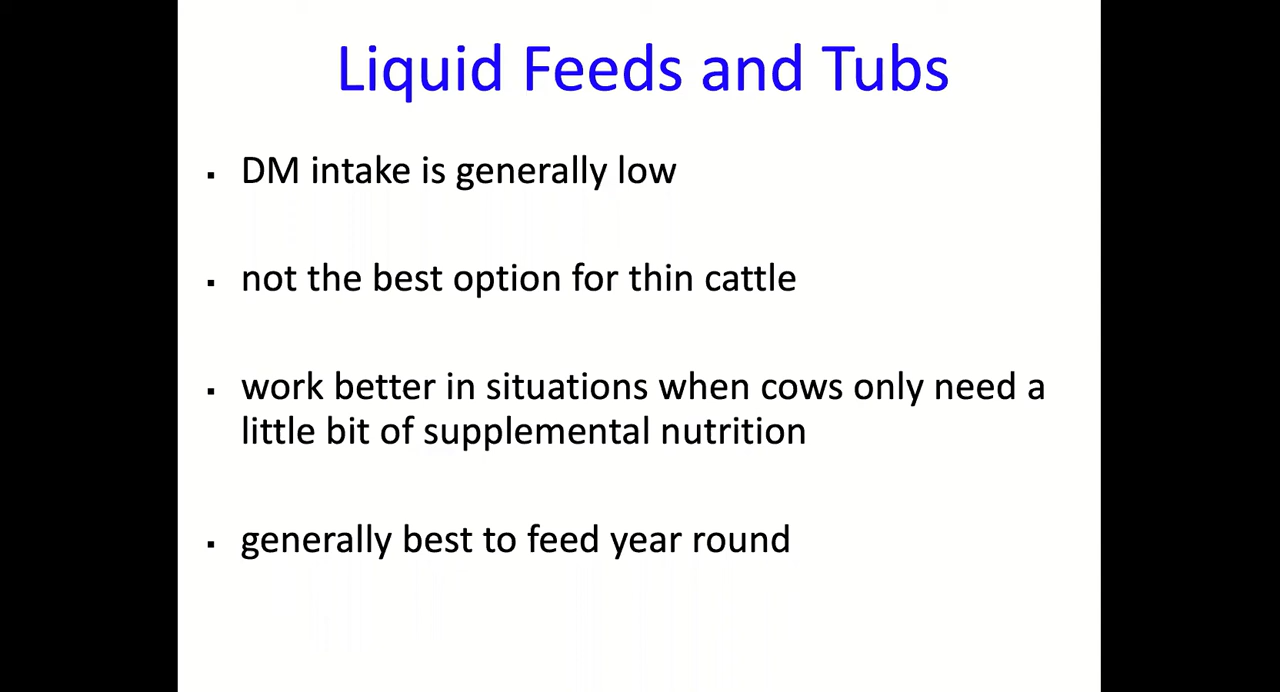 Liquid Feeds and Tubs
▪ DM intake is generally low
▪ not the best option for thin cattle
▪ work better in situations when cows only need a
little bit of supplemental nutrition
▪ generally best to feed year round